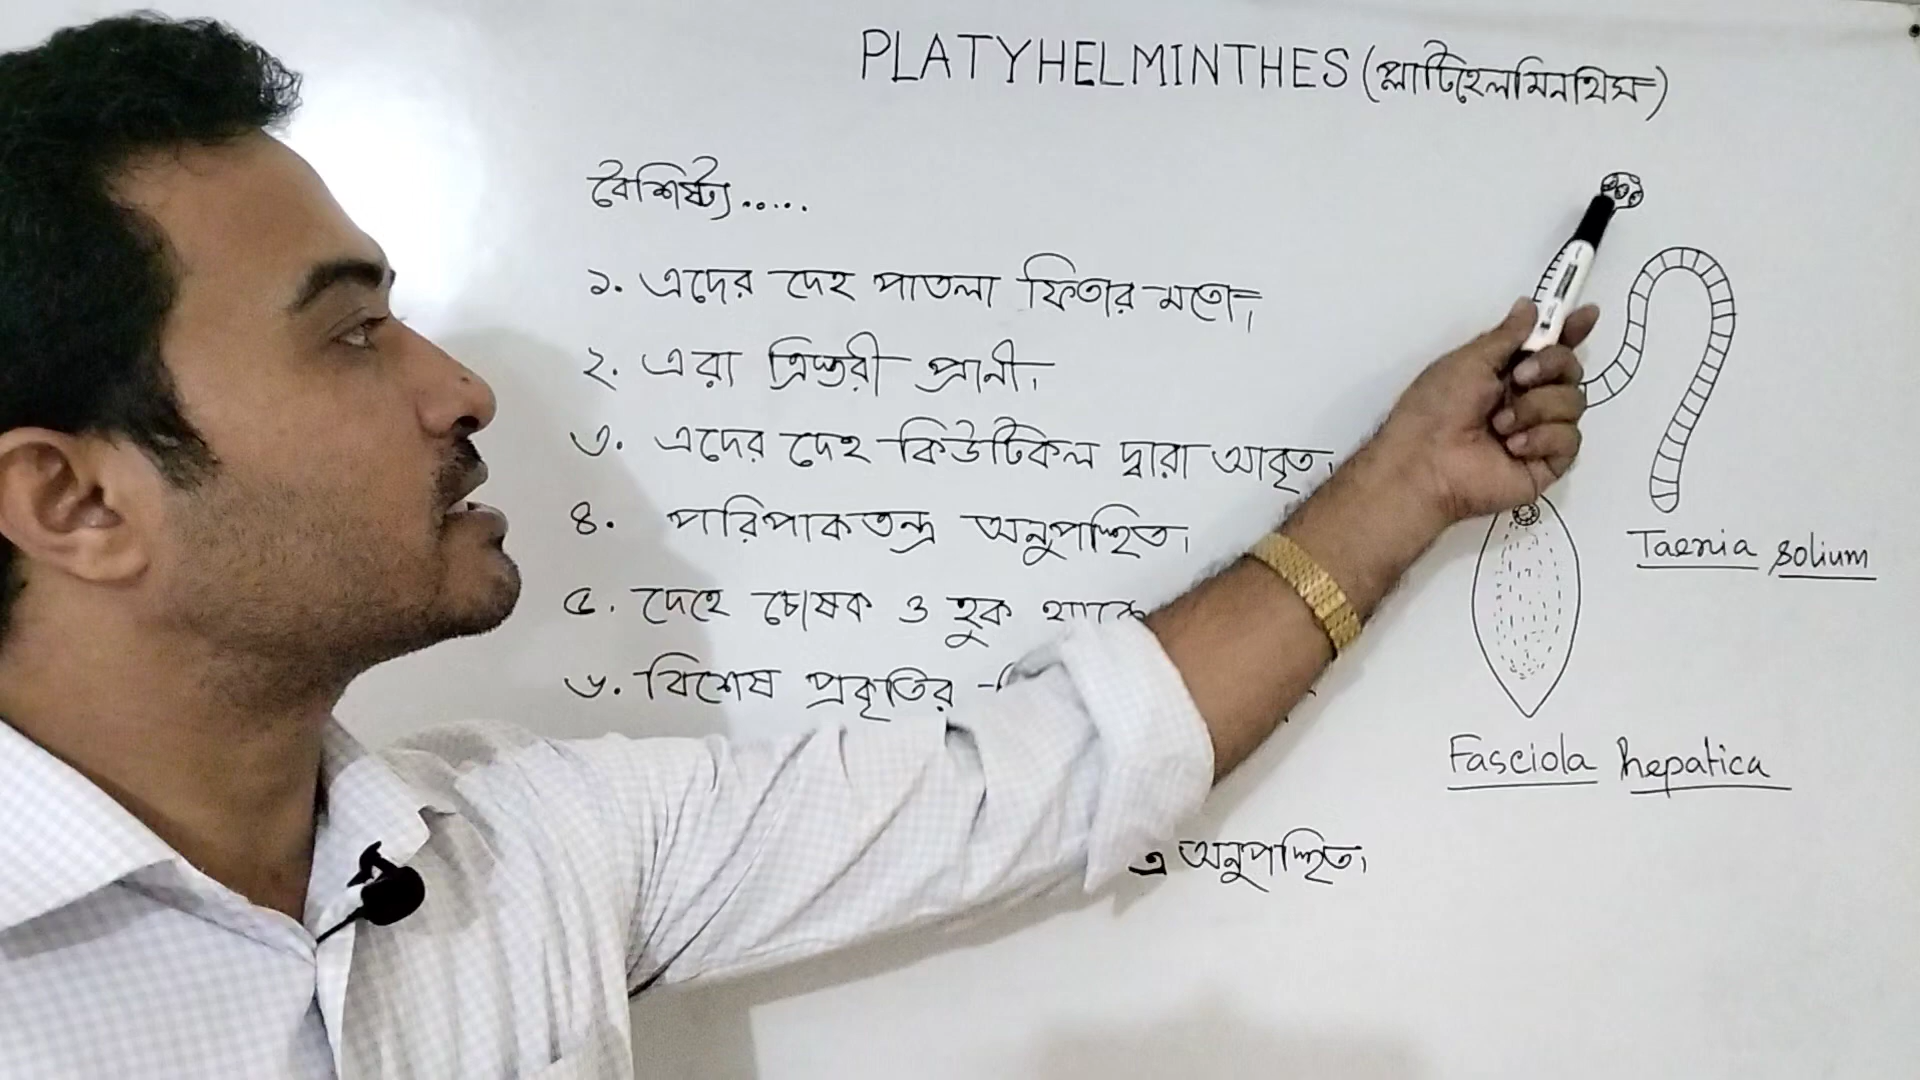 PLATYHELMINTHES (প্লাটিহেলমিনথিস)
বৈশিষ্ট্য.....
১. এদের দেহ পাতলা ফিতার মতো।
২. এরা ত্রিস্তরী প্রাণী।
৩. এদের দেহ কিউটিকল দ্বারা আবৃত।
৪. পারিপাকতন্ত্র অনুপস্থিত।
৫. দেহে চোষক ও হুক থাকে
৬. বিশেষ প্রকৃতির
এ অনুপস্থিত।
Taenia solium
Fasciola hepatica